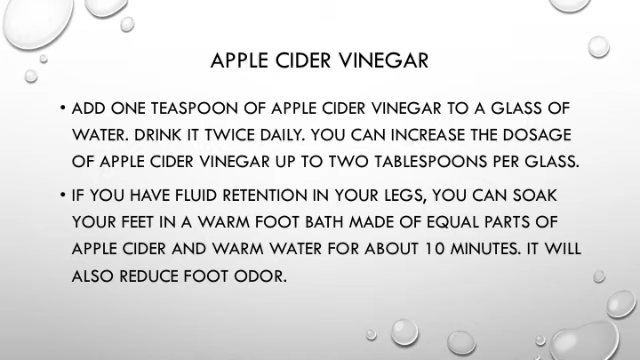 APPLE CIDER VINEGAR
• ADD ONE TEASPOON OF APPLE CIDER VINEGAR TO A GLASS OF
WATER. DRINK IT TWICE DAILY. YOU CAN INCREASE THE DOSAGE
OF APPLE CIDER VINEGAR UP TO TWO TABLESPOONS PER GLASS.
• IF YOU HAVE FLUID RETENTION IN YOUR LEGS, YOU CAN SOAK
YOUR FEET IN A WARM FOOT BATH MADE OF EQUAL PARTS OF
APPLE CIDER AND WARM WATER FOR ABOUT 10 MINUTES. IT WILL
ALSO REDUCE FOOT ODOR.